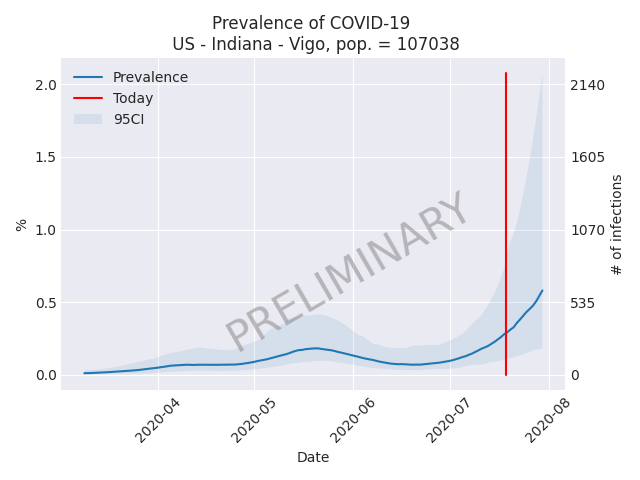 Prevalence of COVID-19
US - Indiana - Vigo, pop. = 107038
Prevalence
Today
95CI
PRELIMINARY
2.0
1.5
1.0
0.5
0.0
%
2140
1605
1070
535
0
# of infections
2020-04
2020-05
2020-06
2020-07
2020-08
Date